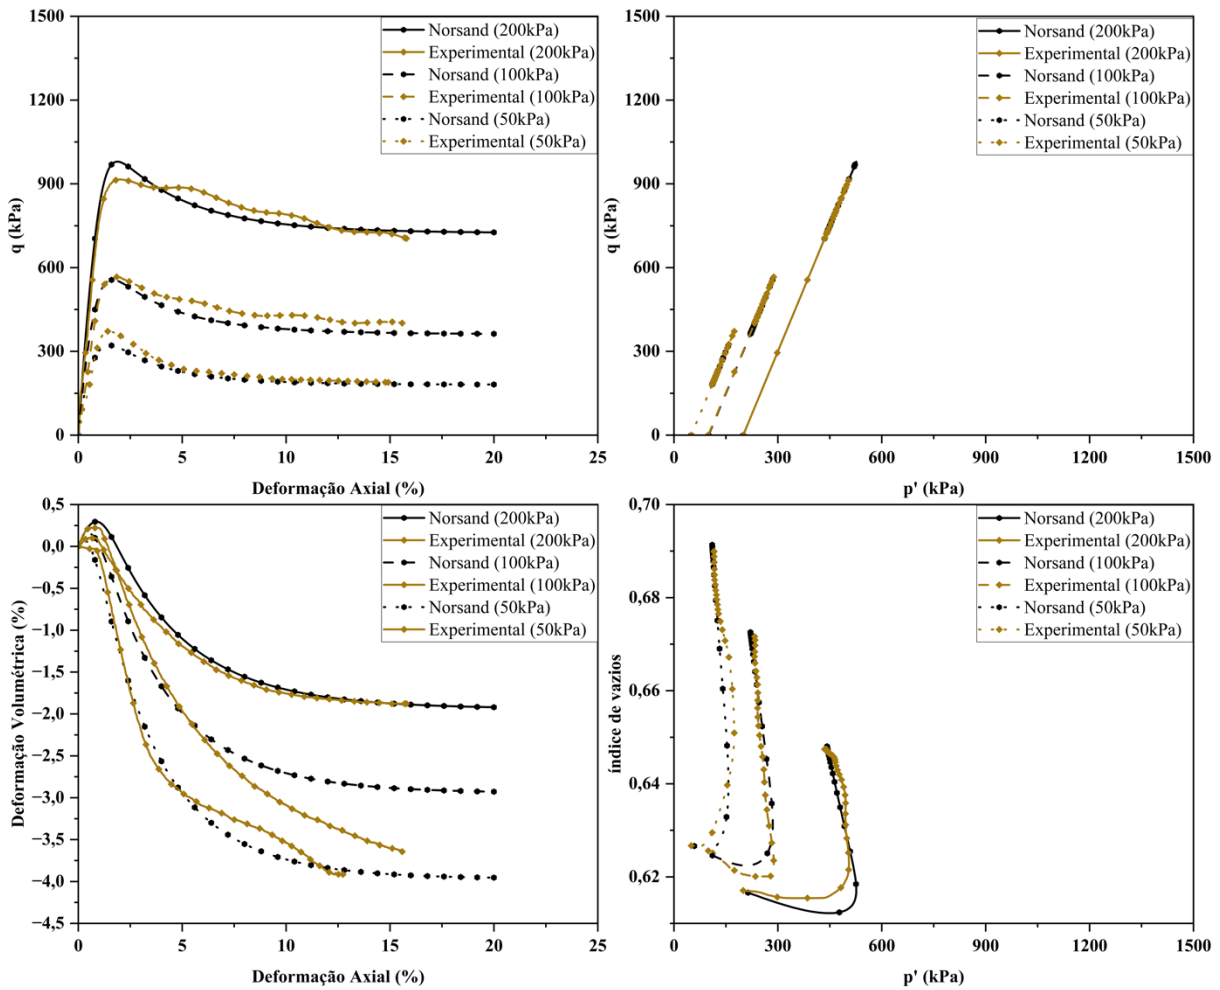 1500
1200
900
600
300
0
q (kPa)
0
5
10
15
20
25
Deformação Axial (%)
Norsand (200kPa)
Experimental (200kPa)
Norsand (100kPa)
Experimental (100kPa)
Norsand (50kPa)
Experimental (50kPa)
1500
1200
900
600
300
0
q (kPa)
0
300
600
900
1200
1500
p' (kPa)
Norsand (200kPa)
Experimental (200kPa)
Norsand (100kPa)
Experimental (100kPa)
Norsand (50kPa)
Experimental (50kPa)
0,5
0,0
−0,5
−1,0
−1,5
−2,0
−2,5
−3,0
−3,5
−4,0
−4,5
Deformação Volumétrica (%)
0
5
10
15
20
25
Deformação Axial (%)
Norsand (200kPa)
Experimental (200kPa)
Norsand (100kPa)
Experimental (100kPa)
Norsand (50kPa)
Experimental (50kPa)
0,70
0,68
0,66
0,64
0,62
índice de vazios
0
300
600
900
1200
1500
p' (kPa)
Norsand (200kPa)
Experimental (200kPa)
Norsand (100kPa)
Experimental (100kPa)
Norsand (50kPa)
Experimental (50kPa)